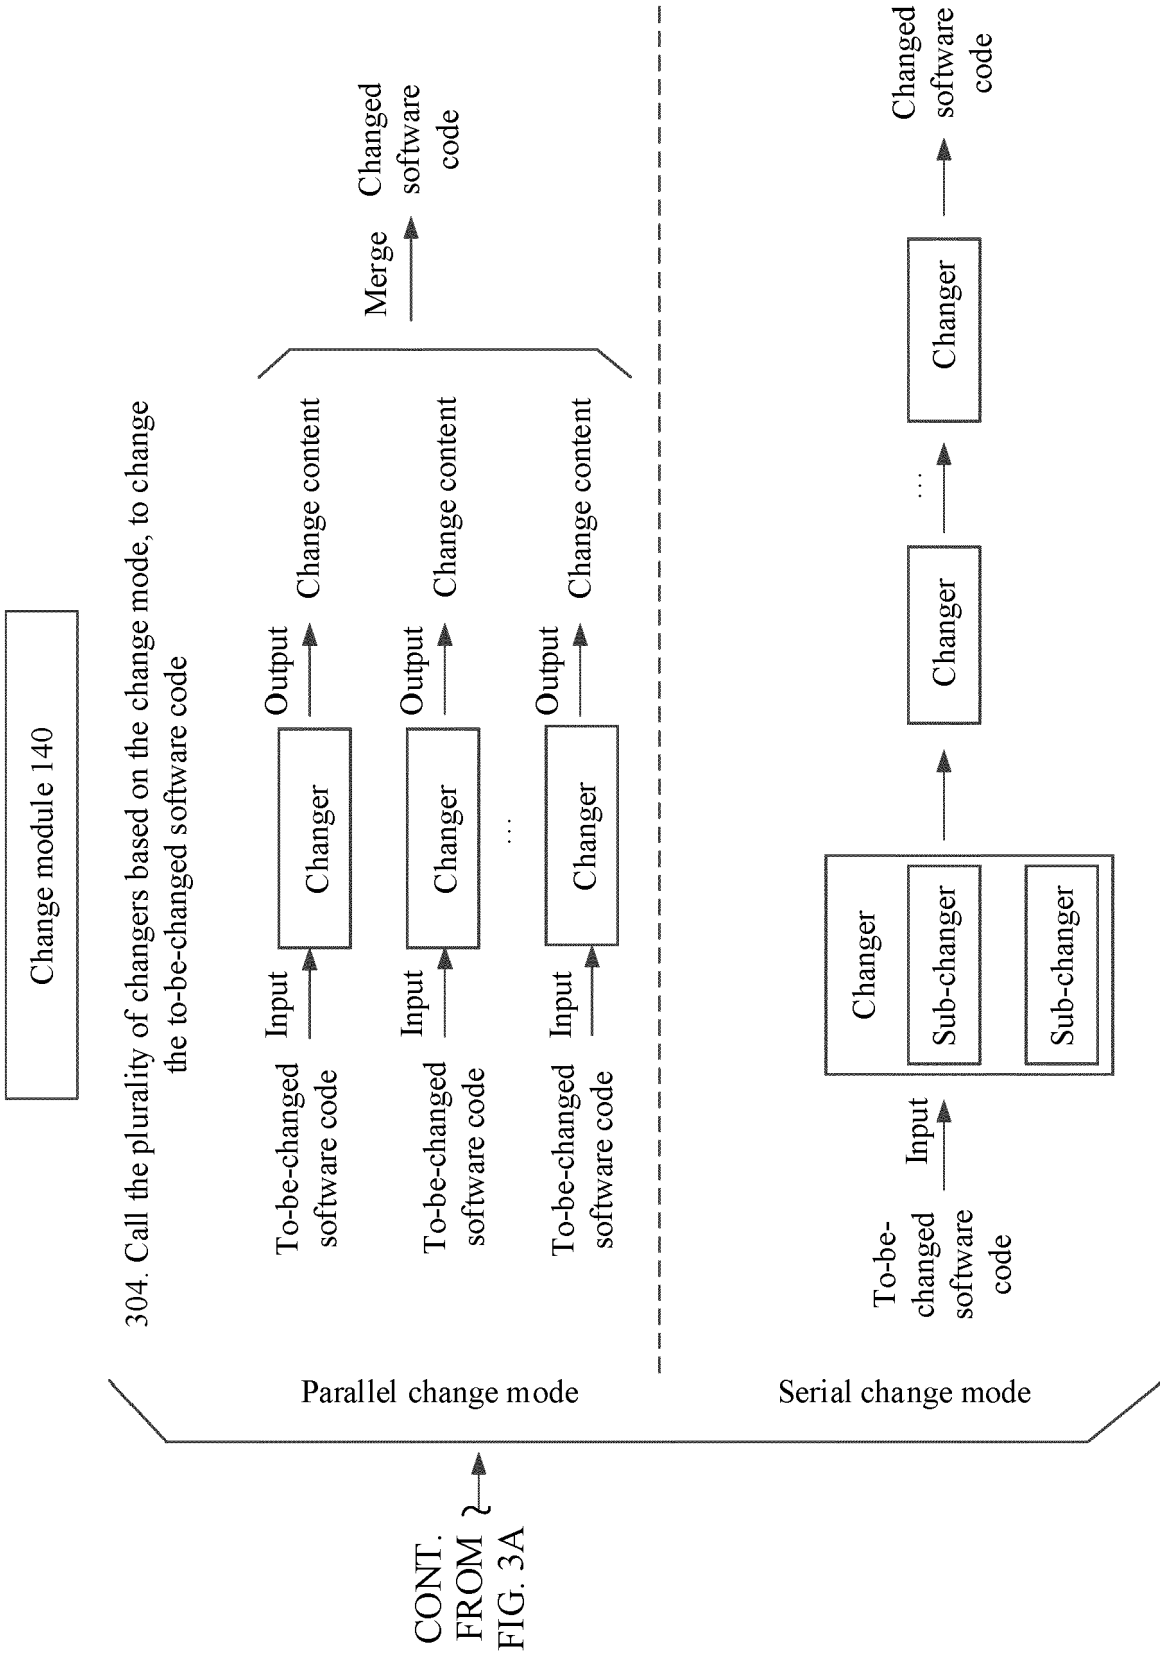 Change module 140
304. Call the plurality of changers based on the change mode, to change
the to-be-changed software code
CONT.
FROM
FIG. 3A
Parallel change mode
To-be-changed
software code
Input
Changer
Output
Change content
To-be-changed
software code
Input
Changer
Output
Change content
...
To-be-changed
software code
Input
Changer
Output
Change content
Merge
Changed
software
code
Serial change mode
To-be-
changed
software
code
Input
Changer
Sub-changer
Sub-changer
Changer
...
Changer
Changed
software
code